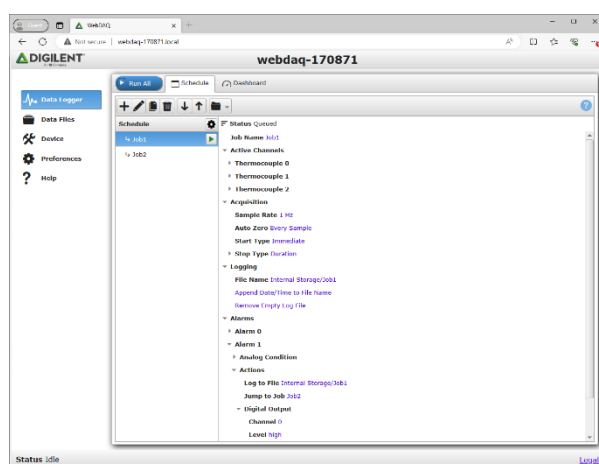 WebDAQ
Not secure
webdaq-170871.local
DIGILENT
webdaq-170871
Run All
Schedule
Dashboard
Data Logger
Data Files
Device
Preferences
Help
Schedule
Job1
Job2
Status Queued
Job Name Job1
Active Channels
Thermocouple 0
Thermocouple 1
Thermocouple 2
Acquisition
Sample Rate 1 Hz
Auto Zero Every Sample
Start Type Immediate
Stop Type Duration
Logging
File Name Internal Storage/Job1
Append Date/Time to File Name
Remove Empty Log File
Alarms
Alarm 0
Alarm 1
Analog Condition
Actions
Log to File Internal Storage/Job1
Jump to Job Job2
Digital Output
Channel 0
Level high
Status Idle
Legal